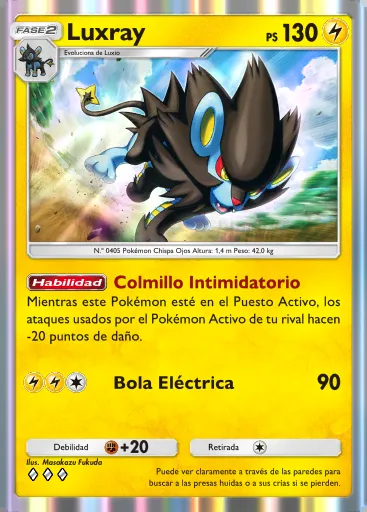 FASE 2 Luxray PS 130
Evoluciona de Luxio
N.º 0405 Pokémon Chispa Ojos Altura: 1,4 m Peso: 42,0 kg
Habilidad Colmillo Intimidatorio
Mientras este Pokémon esté en el Puesto Activo, los
ataques usados por el Pokémon Activo de tu rival hacen
-20 puntos de daño.
Bola Eléctrica 90
Debilidad +20 Retirada
Ilus. Masakazu Fukuda
Puede ver claramente a través de las paredes para
buscar a las presas huidas o a sus crías si se pierden.